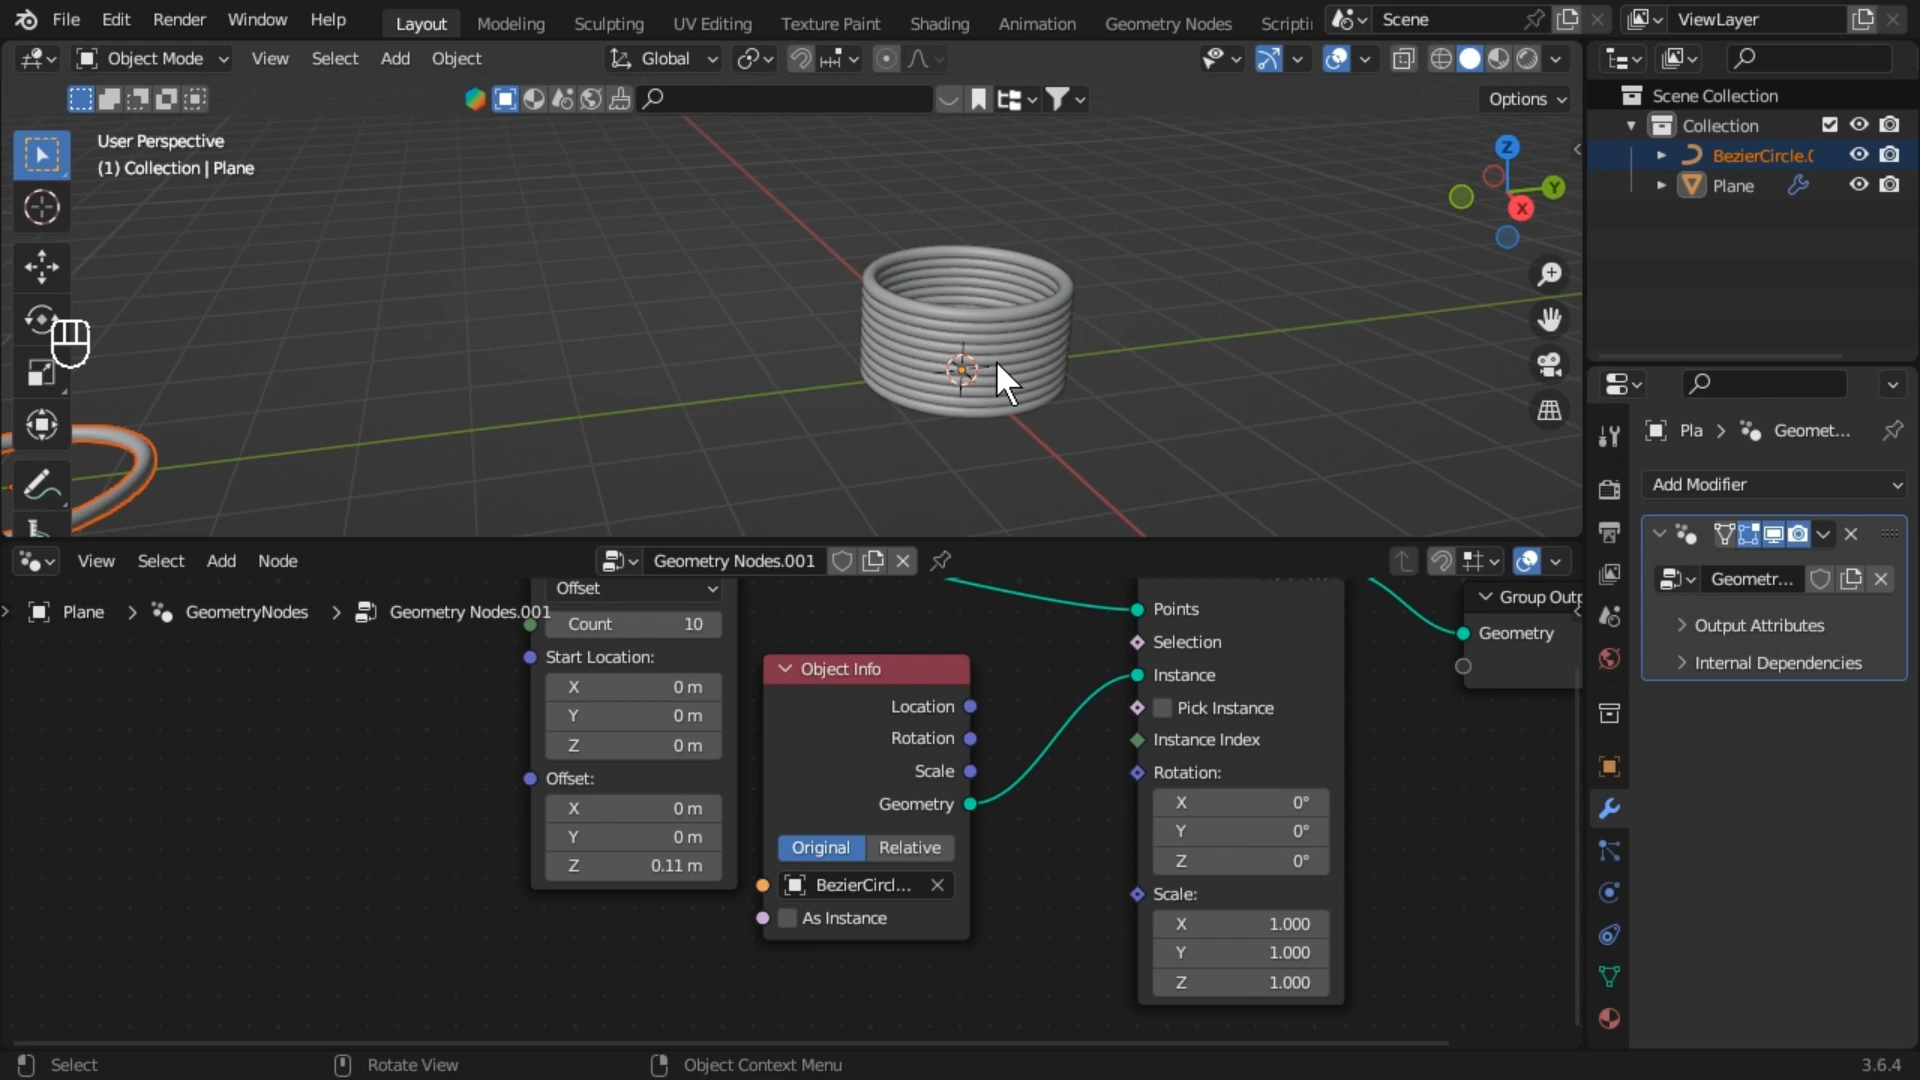 File Edit Render Window Help
Layout Modeling Sculpting UV Editing Texture Paint Shading Animation Geometry Nodes Scripti
Scene
ViewLayer
Object Mode View Select Add Object
Global
Options
User Perspective
(1) Collection | Plane
Z
Y
X
Scene Collection
Collection
BezierCircle.0
Plane
View Select Add Node
Geometry Nodes.001
Plane > GeometryNodes > Geometry Nodes.001
Offset
Count 10
Start Location:
X 0 m
Y 0 m
Z 0 m
Offset:
X 0 m
Y 0 m
Z 0.11 m
Object Info
Location
Rotation
Scale
Geometry
Original Relative
BezierCircl...
As Instance
Points
Selection
Instance
Pick Instance
Instance Index
Rotation:
X 0°
Y 0°
Z 0°
Scale:
X 1.000
Y 1.000
Z 1.000
Group Outp
Geometry
Pla > Geomet...
Add Modifier
Geometr...
Output Attributes
Internal Dependencies
Select
Rotate View
Object Context Menu
3.6.4